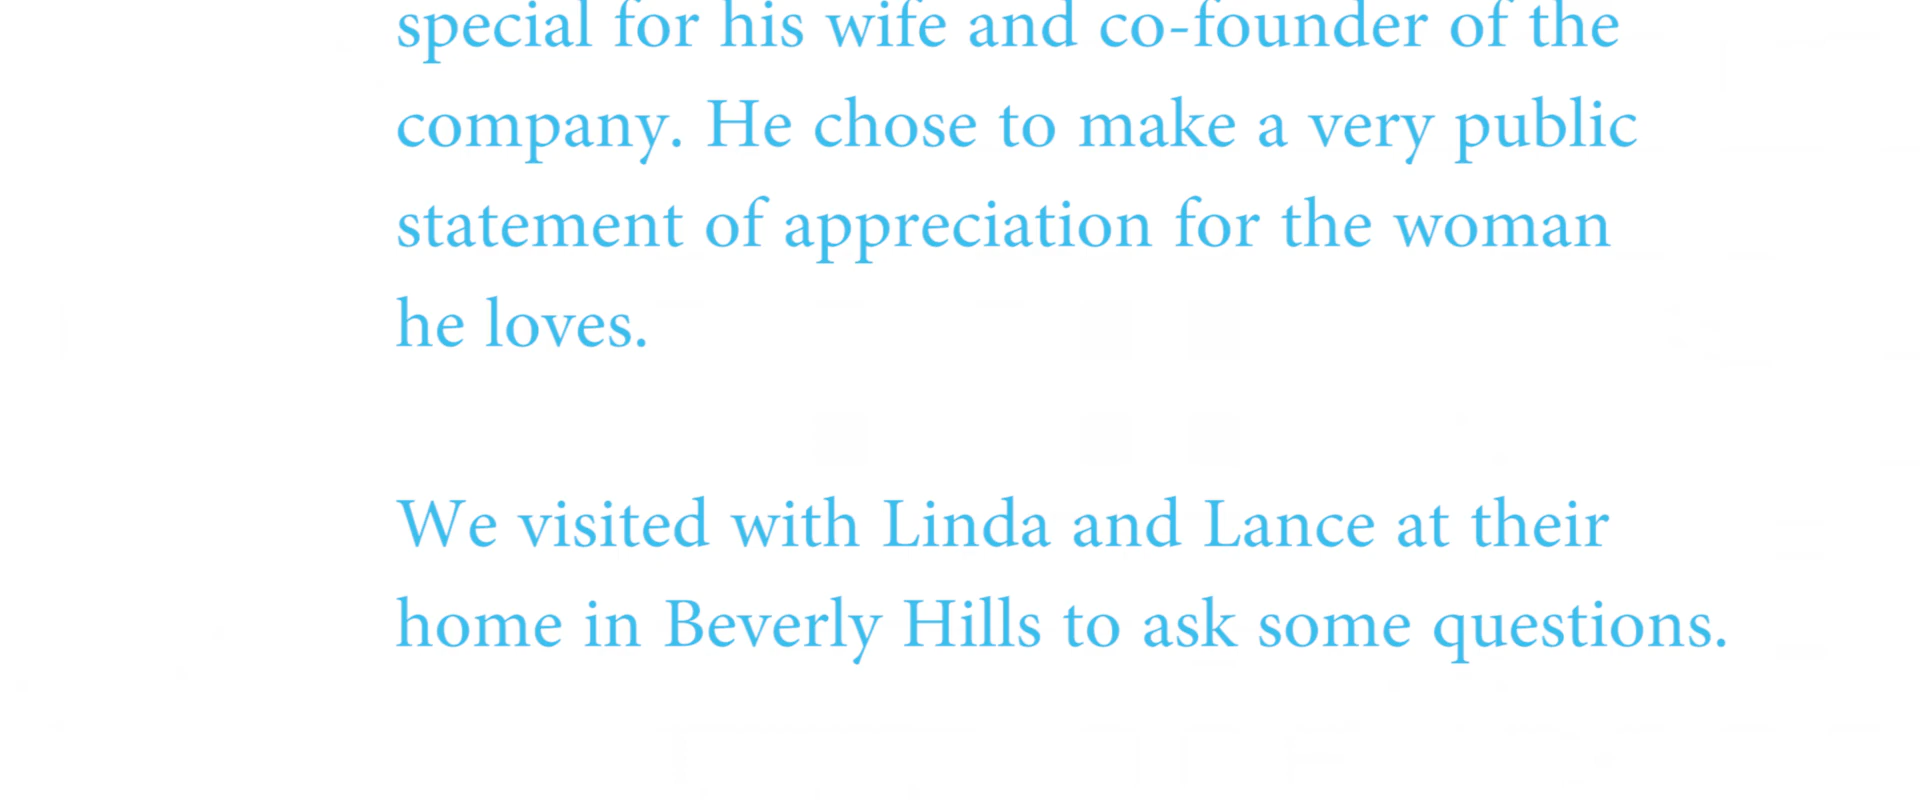 special for his wife and co-founder of the
company. He chose to make a very public
statement of appreciation for the woman
he loves.
We visited with Linda and Lance at their
home in Beverly Hills to ask some questions.